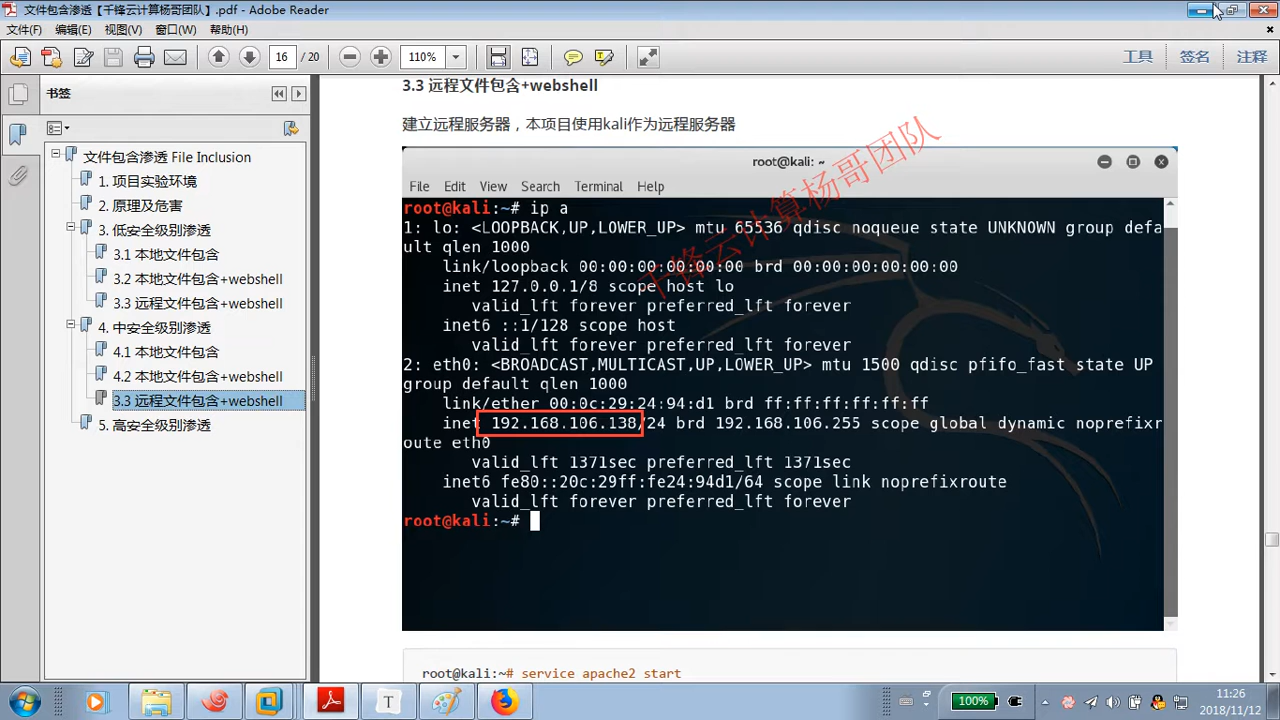 文件包含渗透【千锋云计算杨哥团队】.pdf - Adobe Reader
文件(F) 编辑(E) 视图(V) 窗口(W) 帮助(H)
16 / 20 110% 工具 签名 注释
书签
文件包含渗透 File Inclusion
1. 项目实验环境
2. 原理及危害
3. 低安全级别渗透
3.1 本地文件包含
3.2 本地文件包含+webshell
3.3 远程文件包含+webshell
4. 中安全级别渗透
4.1 本地文件包含
4.2 本地文件包含+webshell
3.3 远程文件包含+webshell
5. 高安全级别渗透
3.3 远程文件包含+webshell
建立远程服务器，本项目使用kali作为远程服务器
千锋云计算杨哥团队
root@kali: ~
File Edit View Search Terminal Help
root@kali:~# ip a
1: lo: <LOOPBACK,UP,LOWER_UP> mtu 65536 qdisc noqueue state UNKNOWN group defa
ult qlen 1000
link/loopback 00:00:00:00:00:00 brd 00:00:00:00:00:00
inet 127.0.0.1/8 scope host lo
valid_lft forever preferred_lft forever
inet6 ::1/128 scope host
valid_lft forever preferred_lft forever
2: eth0: <BROADCAST,MULTICAST,UP,LOWER_UP> mtu 1500 qdisc pfifo_fast state UP
group default qlen 1000
link/ether 00:0c:29:24:94:d1 brd ff:ff:ff:ff:ff:ff
inet 192.168.106.138/24 brd 192.168.106.255 scope global dynamic noprefixr
oute eth0
valid_lft 1371sec preferred_lft 1371sec
inet6 fe80::20c:29ff:fe24:94d1/64 scope link noprefixroute
valid_lft forever preferred_lft forever
root@kali:~#
root@kali:~# service apache2 start
100%
11:26
2018/11/12